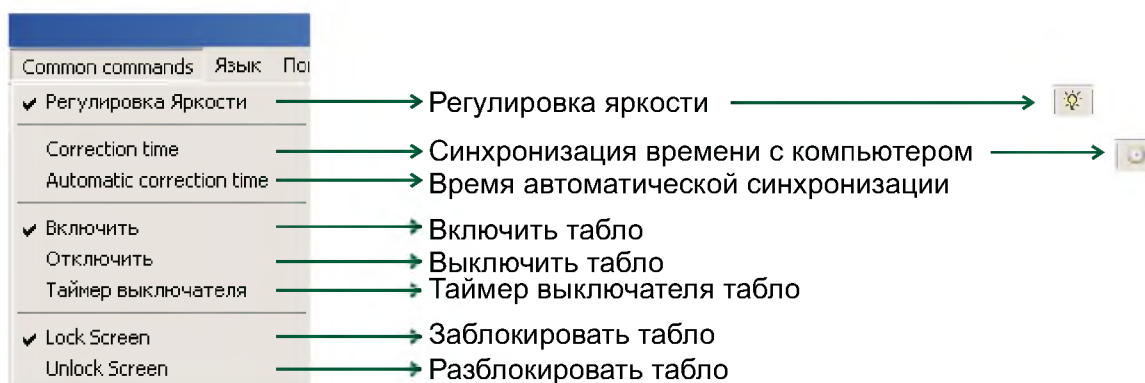 Common commands Язык
✔ Регулировка Яркости Регулировка яркости
Correction time Синхронизация времени с компьютером
Automatic correction time Время автоматической синхронизации
✔ Включить Включить табло
Отключить Выключить табло
Таймер выключателя Таймер выключателя табло
✔ Lock Screen Заблокировать табло
Unlock Screen Разблокировать табло